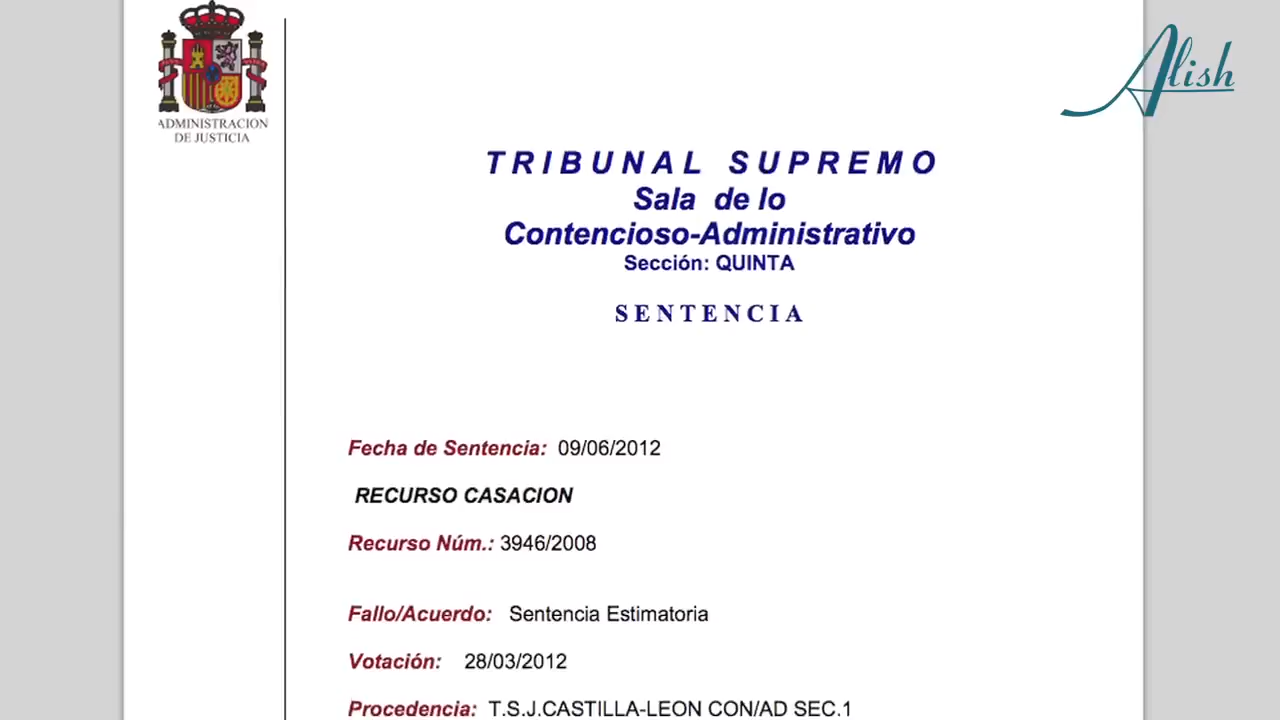 ADMINISTRACION
DE JUSTICIA
Alish
TRIBUNAL SUPREMO
Sala de lo
Contencioso-Administrativo
Sección: QUINTA
SENTENCIA
Fecha de Sentencia: 09/06/2012
RECURSO CASACION
Recurso Núm.: 3946/2008
Fallo/Acuerdo: Sentencia Estimatoria
Votación: 28/03/2012
Procedencia: T.S.J.CASTILLA-LEON CON/AD SEC.1